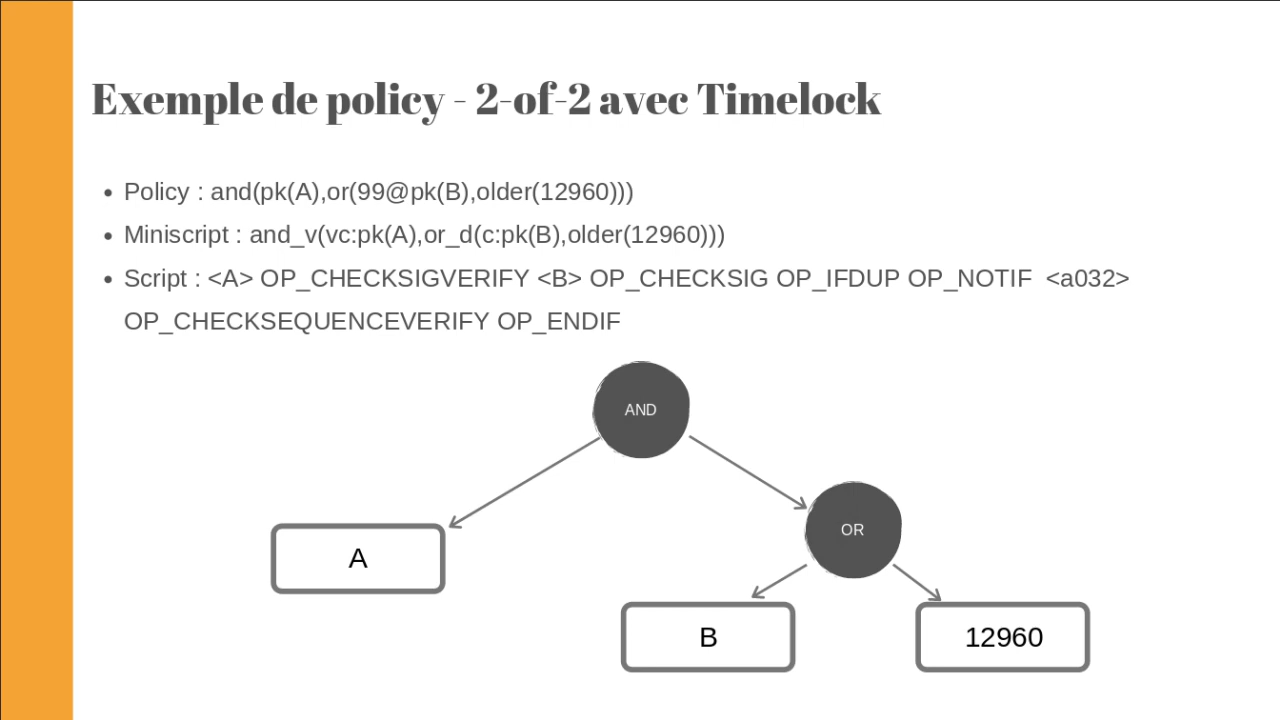 Exemple de policy - 2-of-2 avec Timelock
• Policy : and(pk(A),or(99@pk(B),older(12960)))
• Miniscript : and_v(vc:pk(A),or_d(c:pk(B),older(12960)))
• Script : <A> OP_CHECKSIGVERIFY <B> OP_CHECKSIG OP_IFDUP OP_NOTIF <a032>
OP_CHECKSEQUENCEVERIFY OP_ENDIF
AND
OR
A
B
12960